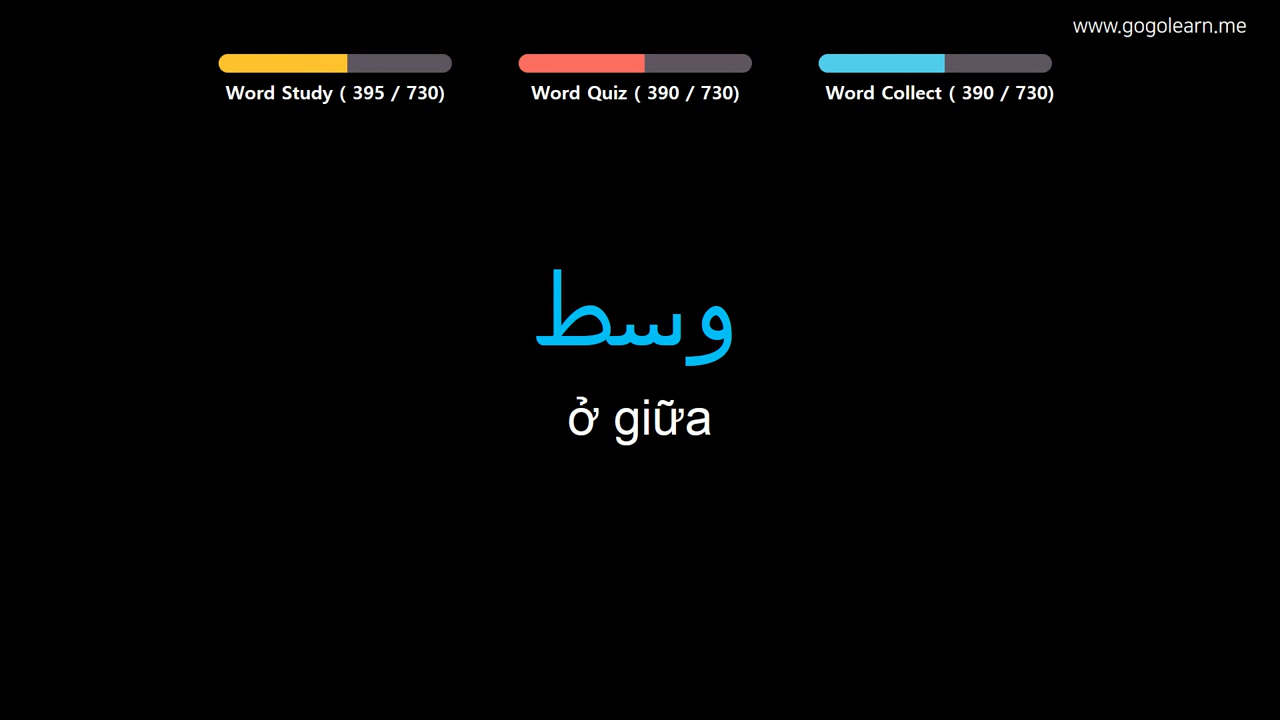 www.gogolearn.me
Word Study ( 395 / 730)
Word Quiz ( 390 / 730)
Word Collect ( 390 / 730)
وسط
ở giữa